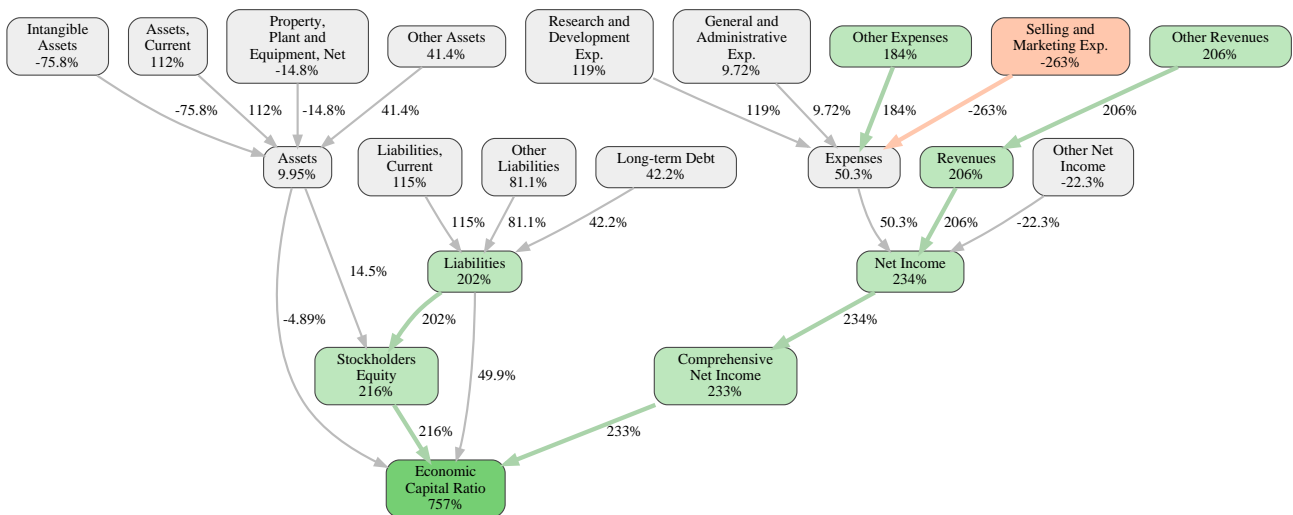 Intangible
Assets
-75.8%
Assets,
Current
112%
Property,
Plant and
Equipment, Net
-14.8%
Other Assets
41.4%
Research and
Development
Exp.
119%
General and
Administrative
Exp.
9.72%
Other Expenses
184%
Selling and
Marketing Exp.
-263%
Other Revenues
206%
-75.8%
112%
-14.8%
41.4%
119%
9.72%
184%
-263%
206%
Assets
9.95%
Liabilities,
Current
115%
Other
Liabilities
81.1%
Long-term Debt
42.2%
Expenses
50.3%
Revenues
206%
Other Net
Income
-22.3%
115%
81.1%
42.2%
50.3%
206%
-22.3%
Liabilities
202%
Net Income
234%
14.5%
-4.89%
202%
234%
Stockholders
Equity
216%
49.9%
Comprehensive
Net Income
233%
216%
233%
Economic
Capital Ratio
757%